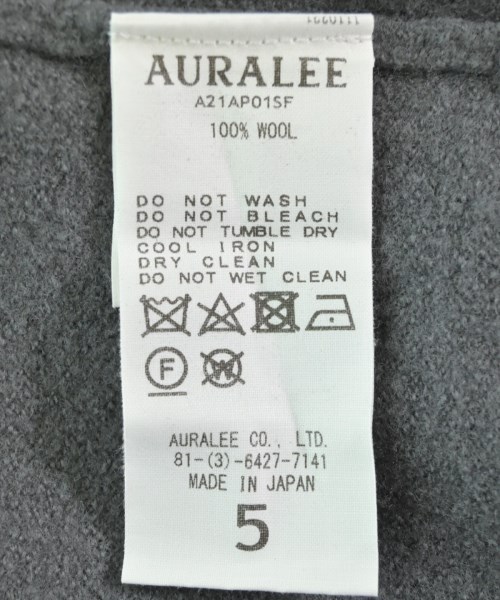 AURALEE
A21AP01SF
100% WOOL
DO NOT WASH
DO NOT BLEACH
DO NOT TUMBLE DRY
COOL IRON
DRY CLEAN
DO NOT WET CLEAN
F
W
AURALEE CO., LTD.
81-(3)-6427-7141
MADE IN JAPAN
5